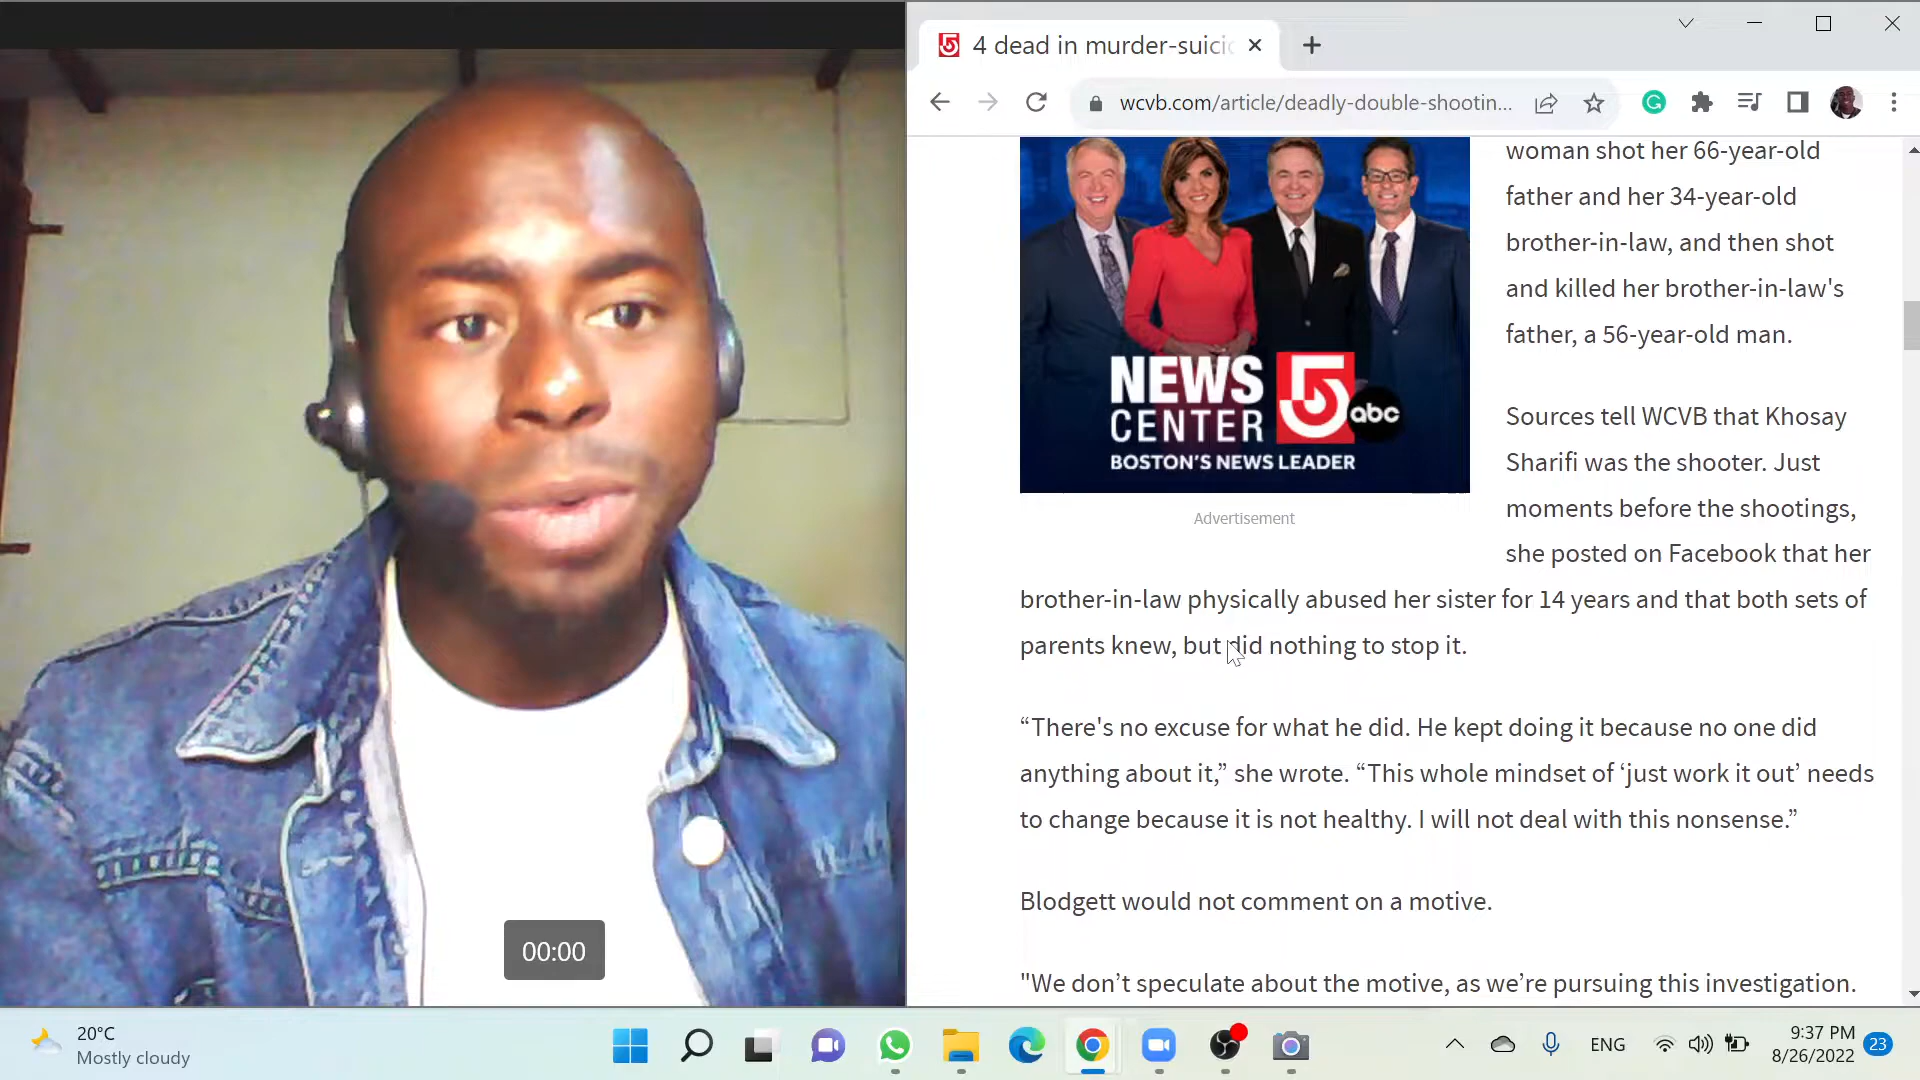 4 dead in murder-suici
wcvb.com/article/deadly-double-shootin...
woman shot her 66-year-old
father and her 34-year-old
brother-in-law, and then shot
and killed her brother-in-law's
father, a 56-year-old man.
NEWS
CENTER 5 abc
BOSTON'S NEWS LEADER
Advertisement
Sources tell WCVB that Khosay
Sharifi was the shooter. Just
moments before the shootings,
she posted on Facebook that her
brother-in-law physically abused her sister for 14 years and that both sets of
parents knew, but did nothing to stop it.
“There's no excuse for what he did. He kept doing it because no one did
anything about it,” she wrote. “This whole mindset of ‘just work it out’ needs
to change because it is not healthy. I will not deal with this nonsense.”
Blodgett would not comment on a motive.
"We don’t speculate about the motive, as we’re pursuing this investigation.
00:00
20°C
Mostly cloudy
ENG
9:37 PM
8/26/2022
23